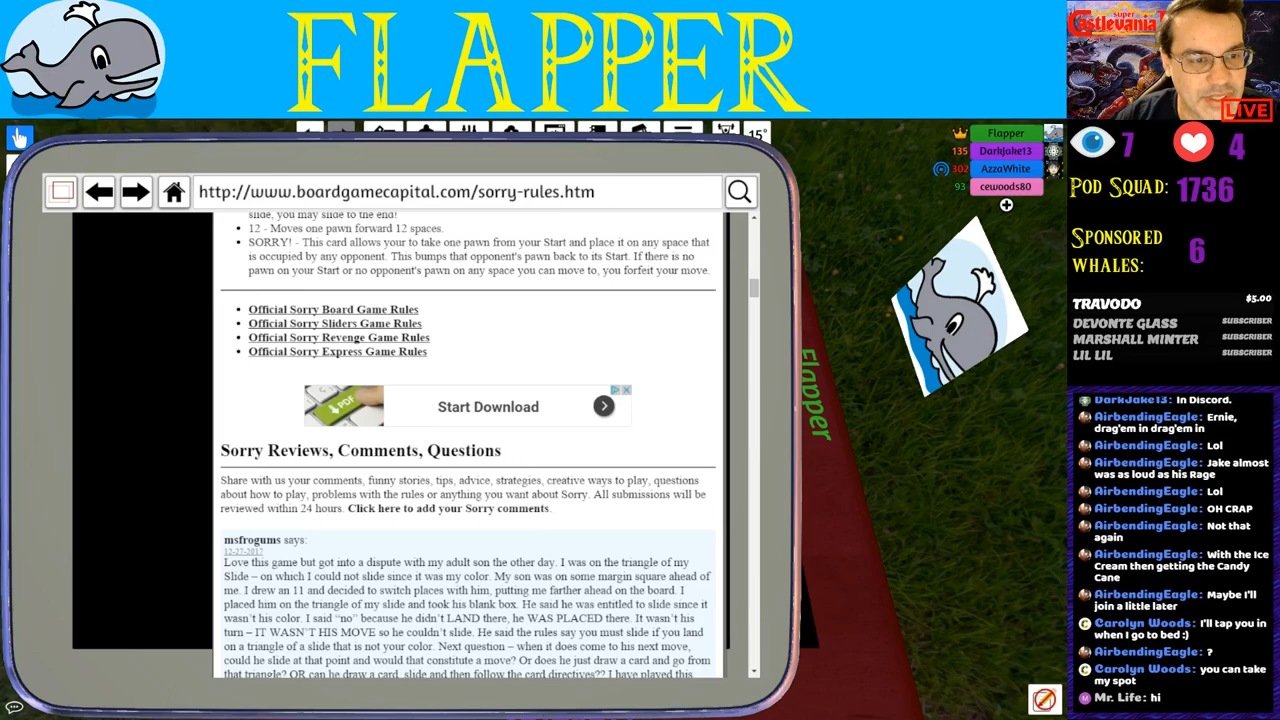 FLAPPER
SUPER
Castlevania
LIVE
15°
Flapper
135 DarkJake13
302 AzzaWhite
93 cewoods80
7 4
POD SQUAD: 1736
SPONSORED
WHALES: 6
TRAVODO $5.00
DEVONTE GLASS SUBSCRIBER
MARSHALL MINTER SUBSCRIBER
LIL LIL SUBSCRIBER
http://www.boardgamecapital.com/sorry-rules.htm
slide, you may slide to the end!
12 - Moves one pawn forward 12 spaces.
SORRY! - This card allows your to take one pawn from your Start and place it on any space that
is occupied by any opponent. This bumps that opponent's pawn back to its Start. If there is no
pawn on your Start or no opponent's pawn on any space you can move to, you forfeit your move.
Official Sorry Board Game Rules
Official Sorry Sliders Game Rules
Official Sorry Revenge Game Rules
Official Sorry Express Game Rules
PDF
Start Download
Sorry Reviews, Comments, Questions
Share with us your comments, funny stories, tips, advice, strategies, creative ways to play, questions
about how to play, problems with the rules or anything you want about Sorry. All submissions will be
reviewed within 24 hours. Click here to add your Sorry comments.
msfrogums says:
12-27-2017
Love this game but got into a dispute with my adult son the other day. I was on the triangle of my
Slide – on which I could not slide since it was my color. My son was on some margin square ahead of
me. I drew an 11 and decided to switch places with him, putting me farther ahead on the board. I
placed him on the triangle of my slide and took his blank box. He said he was entitled to slide since it
wasn't his color. I said "no" because he didn't LAND there, he WAS PLACED there. It wasn't his
turn – IT WASN'T HIS MOVE so he couldn't slide. He said the rules say you must slide if you land
on a triangle of a slide that is not your color. Next question – when it does come to his next move,
could he slide at that point and would that constitute a move? Or does he just draw a card and go from
that triangle? OR can he draw a card, slide and then follow the card directives?? I have played this
Flapper
DarkJake13: In Discord.
AirbendingEagle: Ernie,
drag'em in drag'em in
AirbendingEagle: Lol
AirbendingEagle: Jake almost
was as loud as his Rage
AirbendingEagle: Lol
AirbendingEagle: OH CRAP
AirbendingEagle: Not that
again
AirbendingEagle: With the Ice
Cream then getting the Candy
Cane
AirbendingEagle: Maybe I'll
join a little later
Carolyn Woods: I'll tap you in
when I go to bed :)
AirbendingEagle: ?
Carolyn Woods: you can take
my spot
Mr. Life: hi